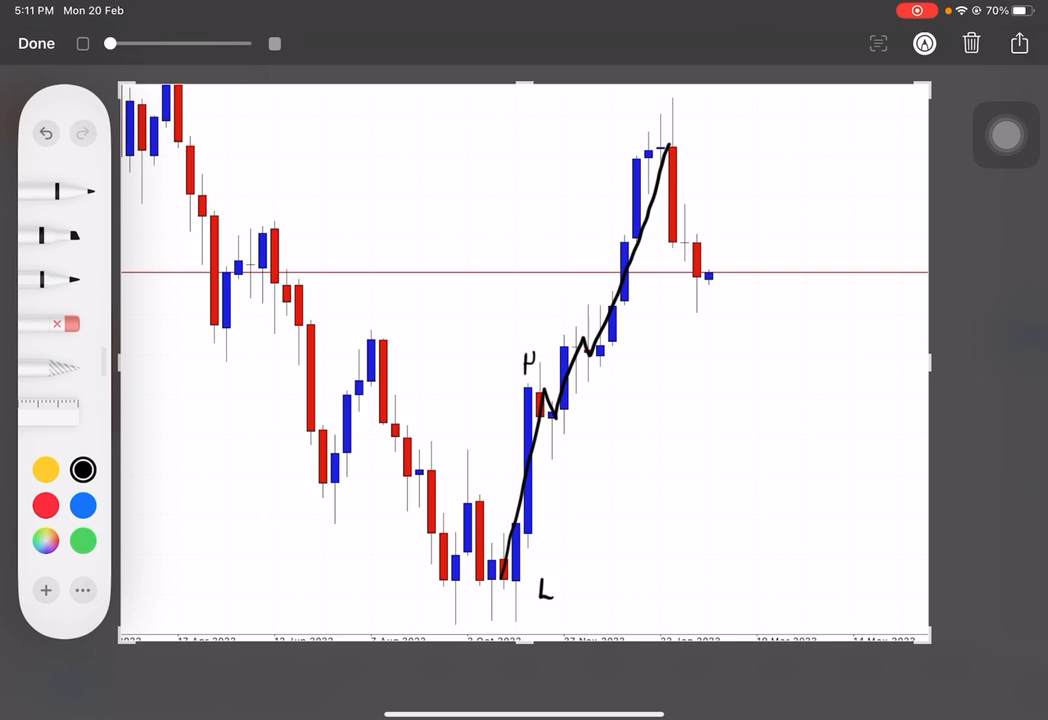 5:11 PM Mon 20 Feb
70%
Done
H
L
17 Apr 2022
12 Jun 2022
7 Aug 2022
2 Oct 2022
27 Nov 2022
22 Jan 2023
19 Mar 2023
14 May 2023